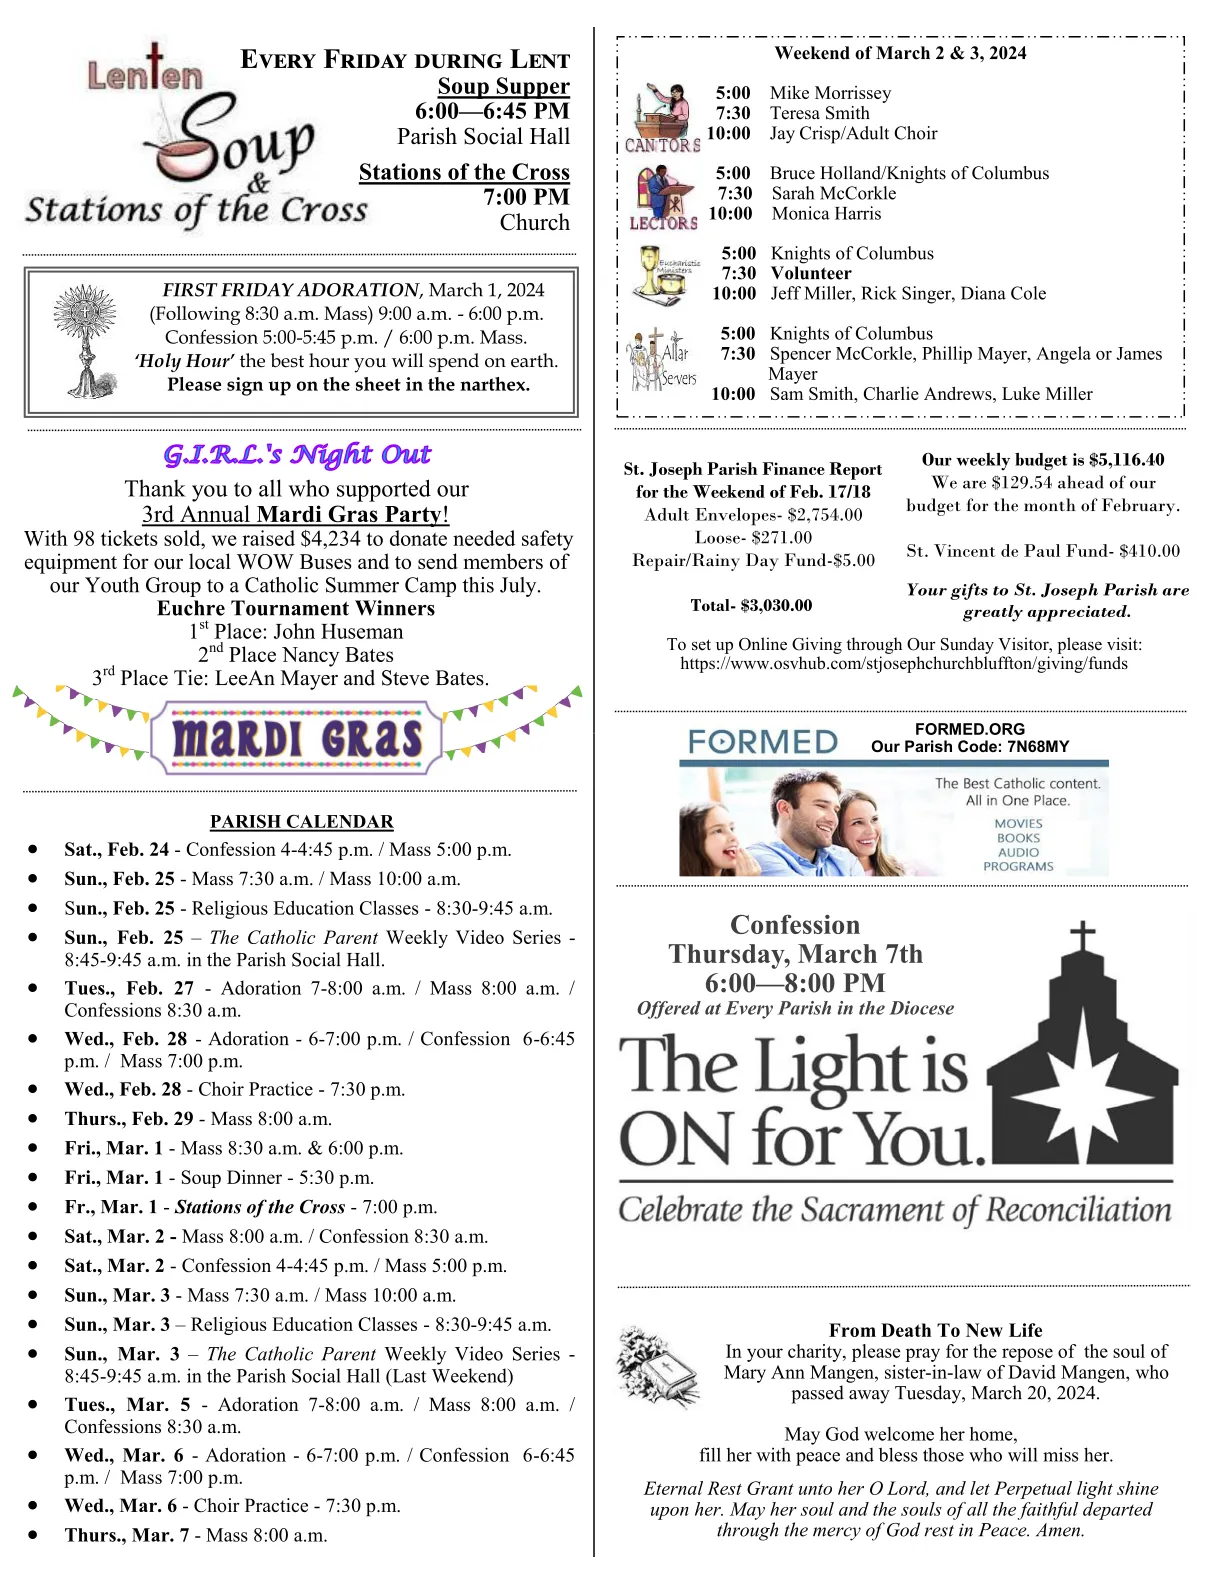 Lenten
Soup
&
Stations of the Cross
EVERY FRIDAY DURING LENT
Soup Supper
6:00—6:45 PM
Parish Social Hall
Stations of the Cross
7:00 PM
Church
FIRST FRIDAY ADORATION, March 1, 2024
(Following 8:30 a.m. Mass) 9:00 a.m. - 6:00 p.m.
Confession 5:00-5:45 p.m. / 6:00 p.m. Mass.
‘Holy Hour’ the best hour you will spend on earth.
Please sign up on the sheet in the narthex.
G.I.R.L.'s Night Out
Thank you to all who supported our
3rd Annual Mardi Gras Party!
With 98 tickets sold, we raised $4,234 to donate needed safety
equipment for our local WOW Buses and to send members of
our Youth Group to a Catholic Summer Camp this July.
Euchre Tournament Winners
1st Place: John Huseman
2nd Place Nancy Bates
3rd Place Tie: LeeAn Mayer and Steve Bates.
MARDI GRAS
PARISH CALENDAR
• Sat., Feb. 24 - Confession 4-4:45 p.m. / Mass 5:00 p.m.
• Sun., Feb. 25 - Mass 7:30 a.m. / Mass 10:00 a.m.
• Sun., Feb. 25 - Religious Education Classes - 8:30-9:45 a.m.
• Sun., Feb. 25 – The Catholic Parent Weekly Video Series -
8:45-9:45 a.m. in the Parish Social Hall.
• Tues., Feb. 27 - Adoration 7-8:00 a.m. / Mass 8:00 a.m. /
Confessions 8:30 a.m.
• Wed., Feb. 28 - Adoration - 6-7:00 p.m. / Confession 6-6:45
p.m. / Mass 7:00 p.m.
• Wed., Feb. 28 - Choir Practice - 7:30 p.m.
• Thurs., Feb. 29 - Mass 8:00 a.m.
• Fri., Mar. 1 - Mass 8:30 a.m. & 6:00 p.m.
• Fri., Mar. 1 - Soup Dinner - 5:30 p.m.
• Fr., Mar. 1 - Stations of the Cross - 7:00 p.m.
• Sat., Mar. 2 - Mass 8:00 a.m. / Confession 8:30 a.m.
• Sat., Mar. 2 - Confession 4-4:45 p.m. / Mass 5:00 p.m.
• Sun., Mar. 3 - Mass 7:30 a.m. / Mass 10:00 a.m.
• Sun., Mar. 3 – Religious Education Classes - 8:30-9:45 a.m.
• Sun., Mar. 3 – The Catholic Parent Weekly Video Series -
8:45-9:45 a.m. in the Parish Social Hall (Last Weekend)
• Tues., Mar. 5 - Adoration 7-8:00 a.m. / Mass 8:00 a.m. /
Confessions 8:30 a.m.
• Wed., Mar. 6 - Adoration - 6-7:00 p.m. / Confession 6-6:45
p.m. / Mass 7:00 p.m.
• Wed., Mar. 6 - Choir Practice - 7:30 p.m.
• Thurs., Mar. 7 - Mass 8:00 a.m.
Weekend of March 2 & 3, 2024
CANTORS
5:00 Mike Morrissey
7:30 Teresa Smith
10:00 Jay Crisp/Adult Choir
LECTORS
5:00 Bruce Holland/Knights of Columbus
7:30 Sarah McCorkle
10:00 Monica Harris
Eucharistic
Ministers
5:00 Knights of Columbus
7:30 Volunteer
10:00 Jeff Miller, Rick Singer, Diana Cole
Altar
Servers
5:00 Knights of Columbus
7:30 Spencer McCorkle, Phillip Mayer, Angela or James
Mayer
10:00 Sam Smith, Charlie Andrews, Luke Miller
St. Joseph Parish Finance Report
for the Weekend of Feb. 17/18
Adult Envelopes- $2,754.00
Loose- $271.00
Repair/Rainy Day Fund-$5.00
Total- $3,030.00
Our weekly budget is $5,116.40
We are $129.54 ahead of our
budget for the month of February.
St. Vincent de Paul Fund- $410.00
Your gifts to St. Joseph Parish are
greatly appreciated.
To set up Online Giving through Our Sunday Visitor, please visit:
https://www.osvhub.com/stjosephchurchbluffton/giving/funds
FORMED
FORMED.ORG
Our Parish Code: 7N68MY
The Best Catholic content.
All in One Place.
MOVIES
BOOKS
AUDIO
PROGRAMS
Confession
Thursday, March 7th
6:00—8:00 PM
Offered at Every Parish in the Diocese
The Light is
ON for You.
Celebrate the Sacrament of Reconciliation
From Death To New Life
In your charity, please pray for the repose of the soul of
Mary Ann Mangen, sister-in-law of David Mangen, who
passed away Tuesday, March 20, 2024.
May God welcome her home,
fill her with peace and bless those who will miss her.
Eternal Rest Grant unto her O Lord, and let Perpetual light shine
upon her. May her soul and the souls of all the faithful departed
through the mercy of God rest in Peace. Amen.